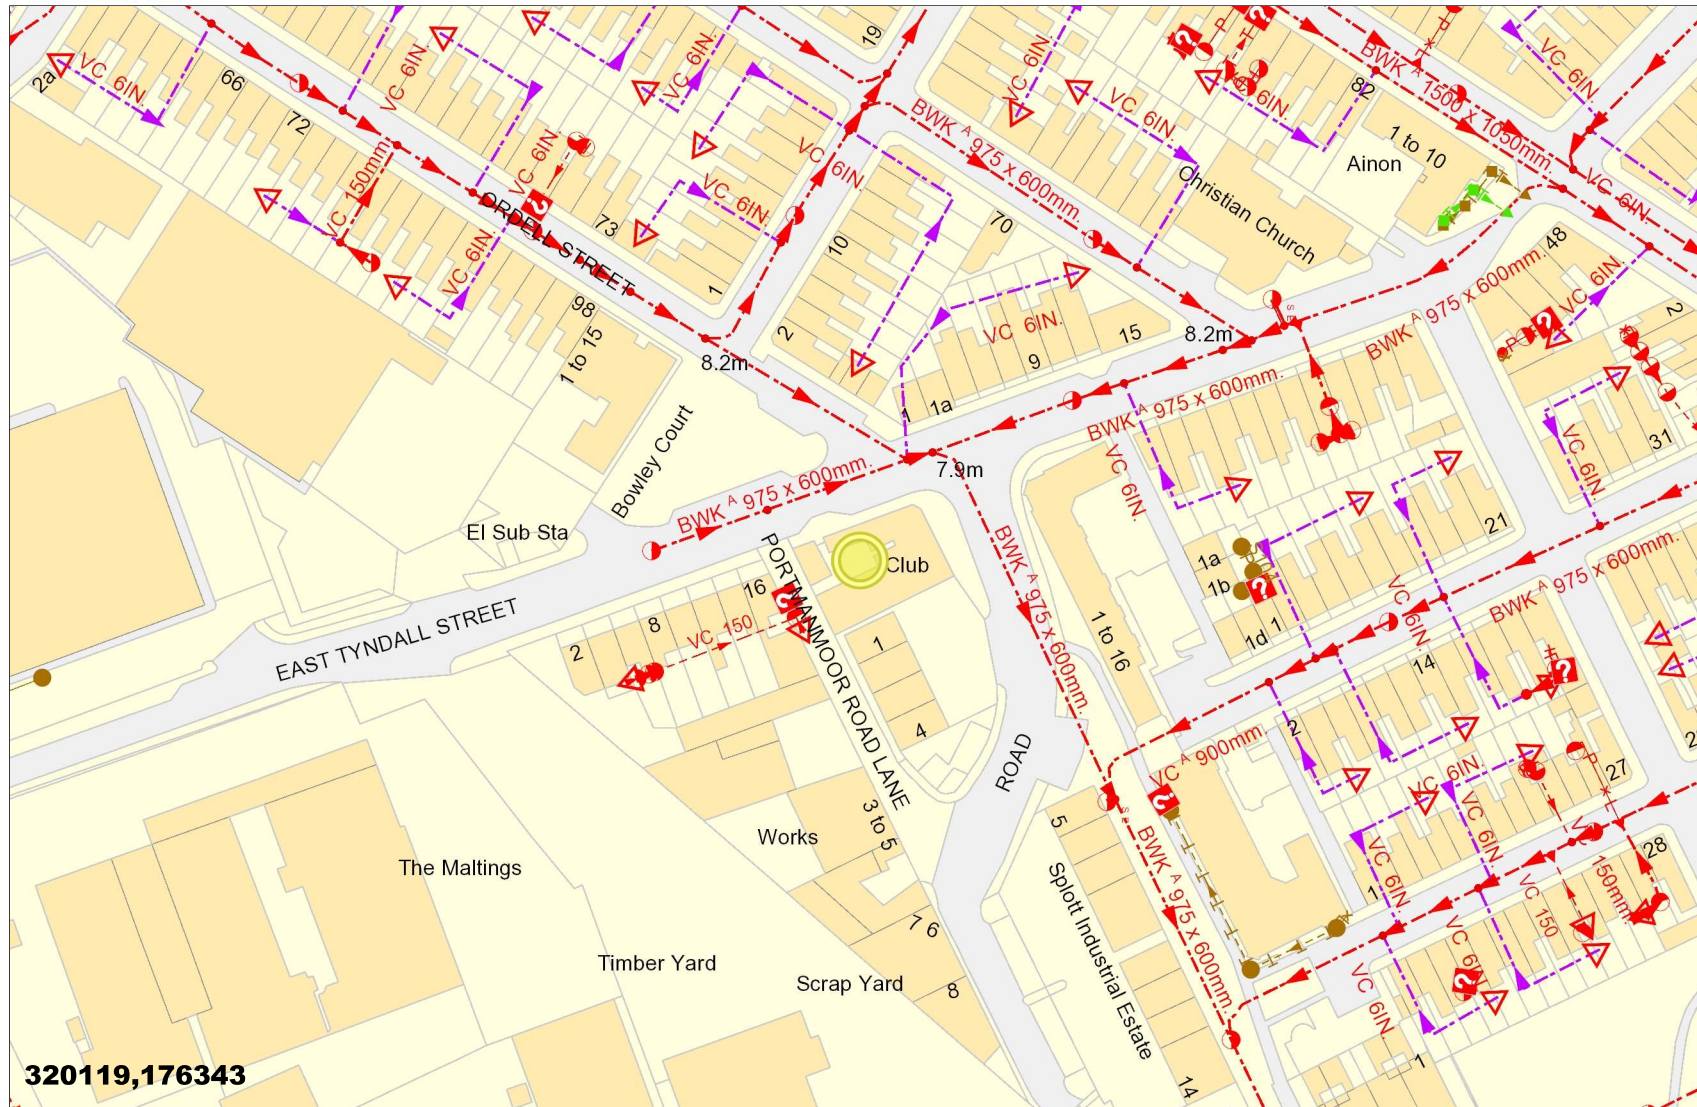 19
2a
VC 6IN.
66
VC 6IN.
VC 6IN.
VC 6IN.
BWK A 1500 x 1050mm.
VC 6IN.
82
6IN.
VC 6IN.
1 to 10
Ainon
72
VC 6IN.
VC 150mm
VC 6IN.
BWK A 975 x 600mm.
Christian Church
VC 6IN.
VC 6IN.
ORDELL STREET
73
10
70
48
VC 6IN.
VC 6IN.
98
1
1 to 15
2
VC 6IN.
9
15
8.2m
8.2m
BWK A 975 x 600mm.
2
1
1a
BWK A 975 x 600mm.
31
VC 6IN.
Bowley Court
7.9m
VC 6IN.
BWK A 975 x 600mm.
El Sub Sta
21
PORTMANMOOR ROAD LANE
Club
BWK A 975 x 600mm.
1a
1b
1d
1
VC 6IN.
BWK A 975 x 600mm.
16
8
2
VC 150
EAST TYNDALL STREET
1
4
1 to 16
14
2
ROAD
VC A 900mm.
VC 6IN.
27
VC 6IN.
VC 6IN
3 to 5
Works
5
BWK A 975 x 600mm.
The Maltings
Splott Industrial Estate
1
28
VC 150mm
VC 150
VC 6IN.
7 6
Timber Yard
Scrap Yard
8
VC 6IN.
14
1
320119,176343